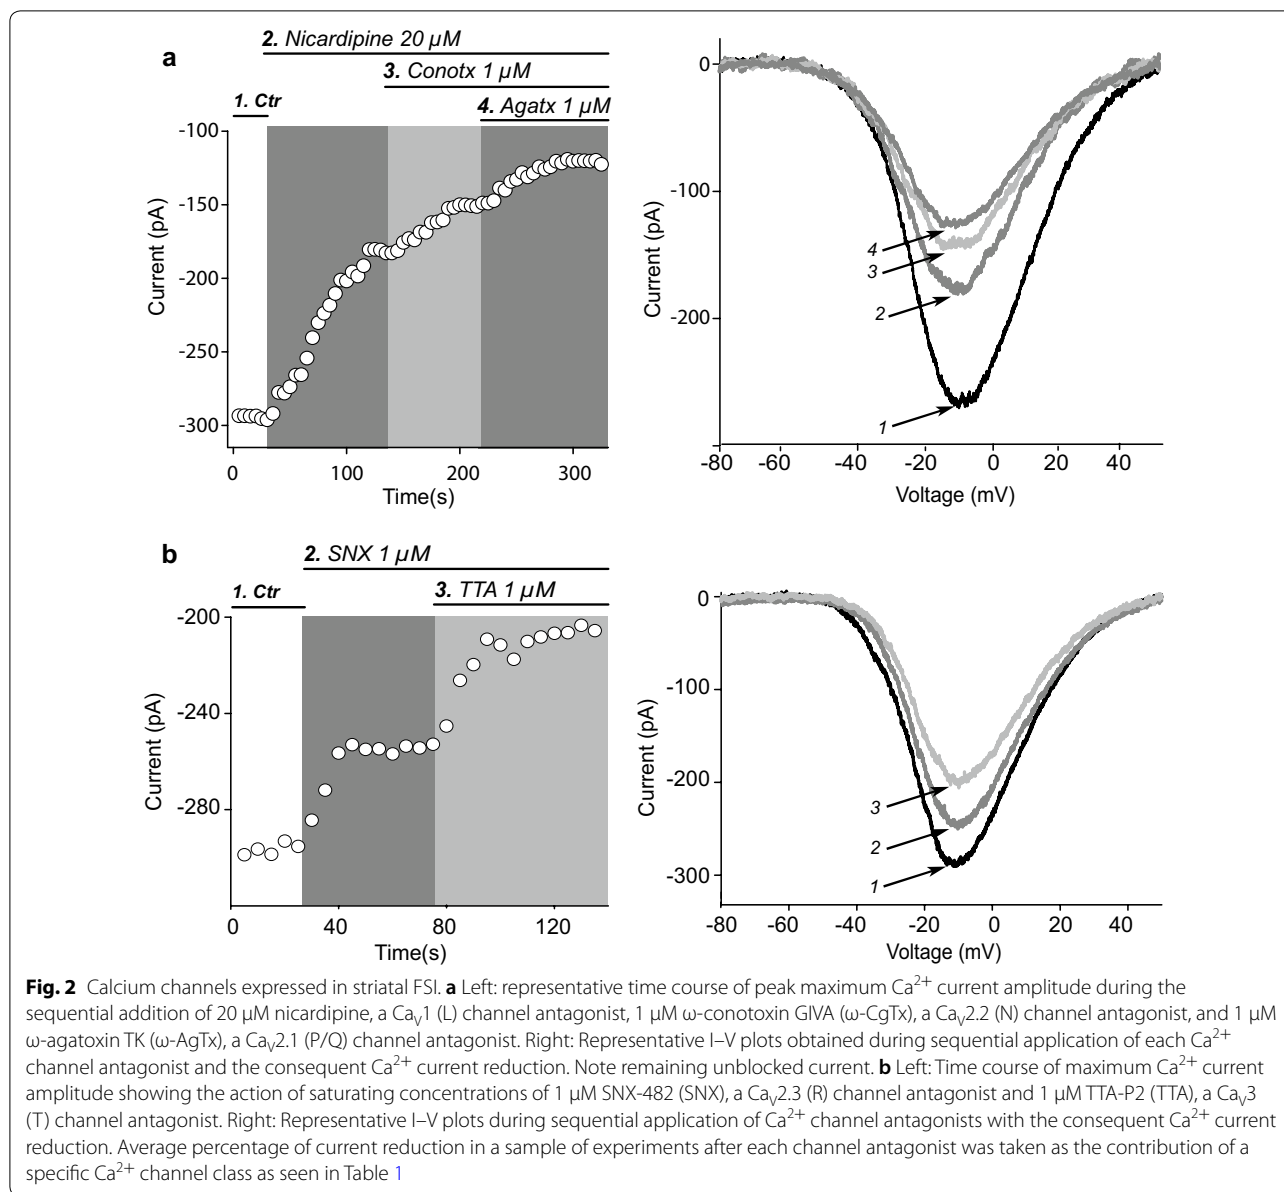 a
2. Nicardipine 20 µM
3. Conotx 1 µM
1. Ctr
4. Agatx 1 µM
-100
-150
-200
-250
-300
Current (pA)
0
100
200
300
Time(s)
0
-100
-200
Current (pA)
4
3
2
1
-80
-60
-40
-20
0
20
40
Voltage (mV)
b
2. SNX 1 µM
3. TTA 1 µM
1. Ctr
-200
-240
-280
Current (pA)
0
40
80
120
Time(s)
0
-100
-200
-300
Current (pA)
3
2
1
-80
-60
-40
-20
0
20
40
Voltage (mV)
Fig. 2 Calcium channels expressed in striatal FSI. a Left: representative time course of peak maximum Ca2+ current amplitude during the
sequential addition of 20 µM nicardipine, a CaV1 (L) channel antagonist, 1 µM ω-conotoxin GIVA (ω-CgTx), a CaV2.2 (N) channel antagonist, and 1 µM
ω-agatoxin TK (ω-AgTx), a CaV2.1 (P/Q) channel antagonist. Right: Representative I–V plots obtained during sequential application of each Ca2+
channel antagonist and the consequent Ca2+ current reduction. Note remaining unblocked current. b Left: Time course of maximum Ca2+ current
amplitude showing the action of saturating concentrations of 1 µM SNX-482 (SNX), a CaV2.3 (R) channel antagonist and 1 µM TTA-P2 (TTA), a CaV3
(T) channel antagonist. Right: Representative I–V plots during sequential application of Ca2+ channel antagonists with the consequent Ca2+ current
reduction. Average percentage of current reduction in a sample of experiments after each channel antagonist was taken as the contribution of a
specific Ca2+ channel class as seen in Table 1